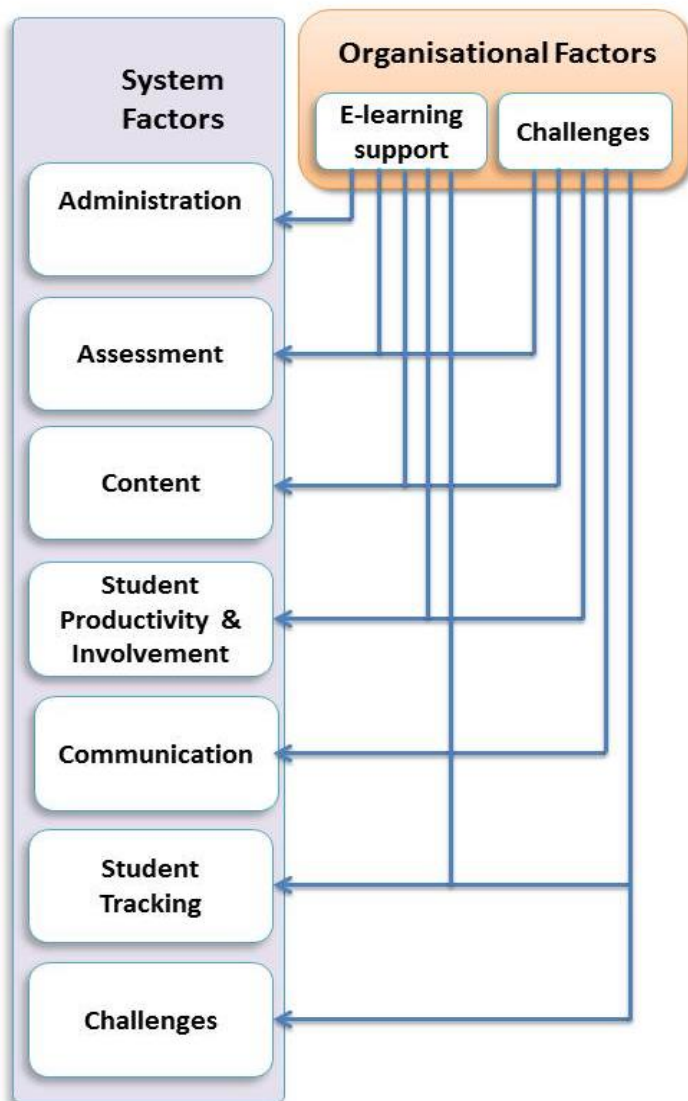 System
Factors
Organisational Factors
E-learning
support
Challenges
Administration
Assessment
Content
Student
Productivity &
Involvement
Communication
Student
Tracking
Challenges